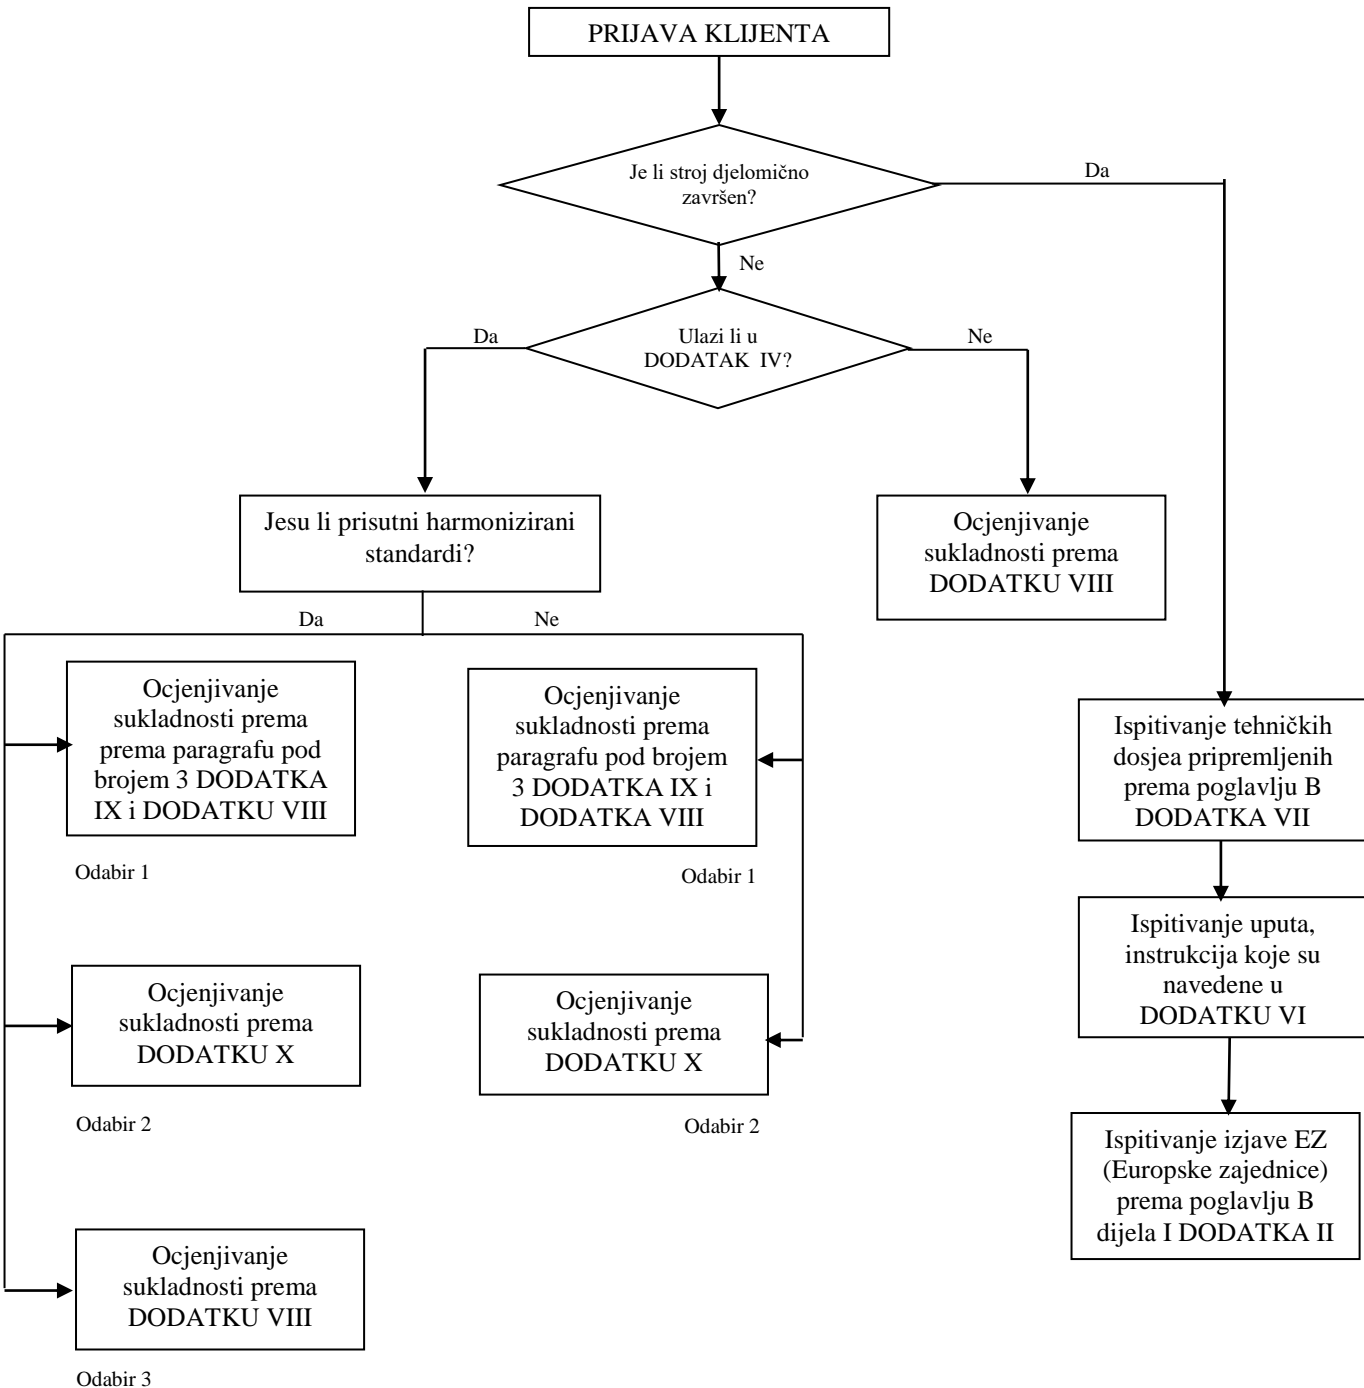 PRIJAVA KLIJENTA
Je li stroj djelomično
završen?
Da
Ne
Ulazi li u
DODATAK IV?
Da
Ne
Jesu li prisutni harmonizirani
standardi?
Ocjenjivanje
sukladnosti prema
DODATKU VIII
Da
Ne
Ocjenjivanje
sukladnosti prema
prema paragrafu pod
brojem 3 DODATKA
IX i DODATKU VIII
Odabir 1
Ocjenjivanje
sukladnosti prema
paragrafu pod brojem
3 DODATKA IX i
DODATKA VIII
Odabir 1
Ispitivanje tehničkih
dosjea pripremljenih
prema poglavlju B
DODATKA VII
Ispitivanje uputa,
instrukcija koje su
navedene u
DODATKU VI
Ocjenjivanje
sukladnosti prema
DODATKU X
Odabir 2
Ocjenjivanje
sukladnosti prema
DODATKU X
Odabir 2
Ispitivanje izjave EZ
(Europske zajednice)
prema poglavlju B
dijela I DODATKA II
Ocjenjivanje
sukladnosti prema
DODATKU VIII
Odabir 3